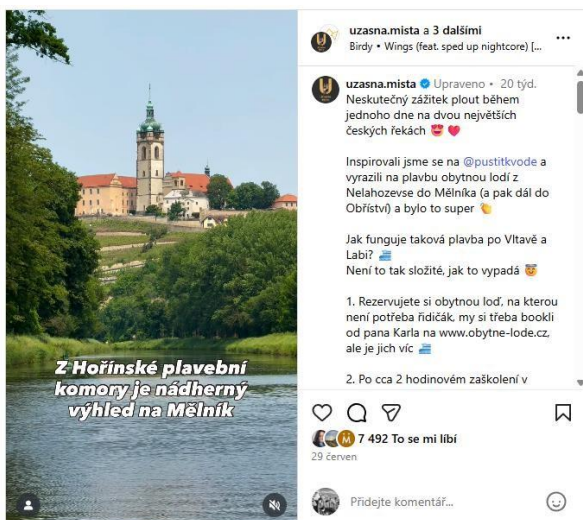 uzasna.mista a 3 dalšími
Birdy • Wings (feat. sped up nightcore) [...
uzasna.mista Upraveno • 20 týd.
Neskutečný zážitek plout během
jednoho dne na dvou největších
českých řekách 😍❤️
Inspirovali jsme se na @pustitkvode a
vyrazili na plavbu obytnou lodí z
Nelahozevse do Mělníka (a pak dál do
Obříství) a bylo to super 👏
Jak funguje taková plavba po Vltavě a
Labi? 🌊
Není to tak složité, jak to vypadá 😇
1. Rezervujete si obytnou loď, na kterou
není potřeba řidičák, my si třeba bookli
od pana Karla na www.obytne-lode.cz,
ale je jich víc 🌊
2. Po cca 2 hodinovém zaškolení v
Z Hořínské plavební
komory je nádherný
výhled na Mělník
7 492 To se mi líbí
29 červen
Přidejte komentář...